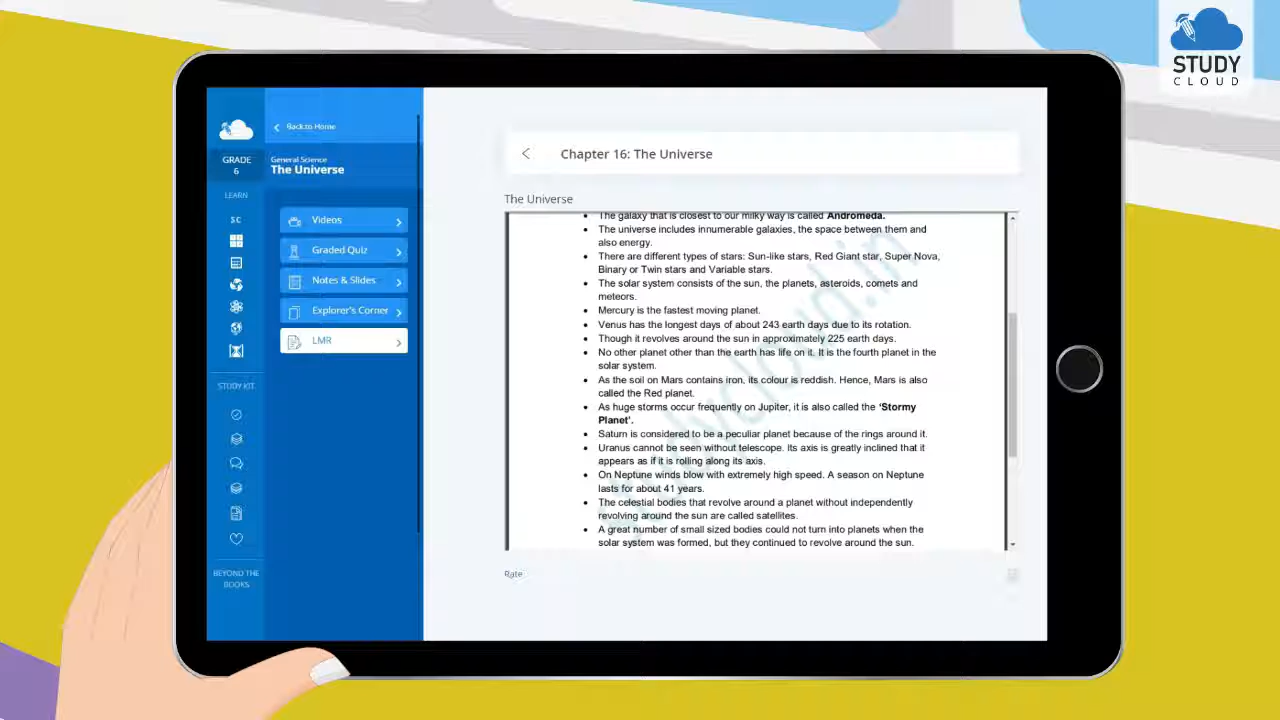 STUDY
CLOUD
Back to Home
GRADE
6
General Science
The Universe
LEARN
SC
Videos
Graded Quiz
Notes & Slides
Explorer's Corner
LMR
STUDY KIT
BEYOND THE
BOOKS
Chapter 16: The Universe
The Universe
• The galaxy that is closest to our milky way is called Andromeda.
• The universe includes innumerable galaxies, the space between them and
also energy.
• There are different types of stars: Sun-like stars, Red Giant star, Super Nova,
Binary or Twin stars and Variable stars.
• The solar system consists of the sun, the planets, asteroids, comets and
meteors.
• Mercury is the fastest moving planet.
• Venus has the longest days of about 243 earth days due to its rotation.
• Though it revolves around the sun in approximately 225 earth days.
• No other planet other than the earth has life on it. It is the fourth planet in the
solar system.
• As the soil on Mars contains iron, its colour is reddish. Hence, Mars is also
called the Red planet.
• As huge storms occur frequently on Jupiter, it is also called the ‘Stormy
Planet’.
• Saturn is considered to be a peculiar planet because of the rings around it.
• Uranus cannot be seen without telescope. Its axis is greatly inclined that it
appears as if it is rolling along its axis.
• On Neptune winds blow with extremely high speed. A season on Neptune
lasts for about 41 years.
• The celestial bodies that revolve around a planet without independently
revolving around the sun are called satellites.
• A great number of small sized bodies could not turn into planets when the
solar system was formed, but they continued to revolve around the sun.
studycloud.in
Rate